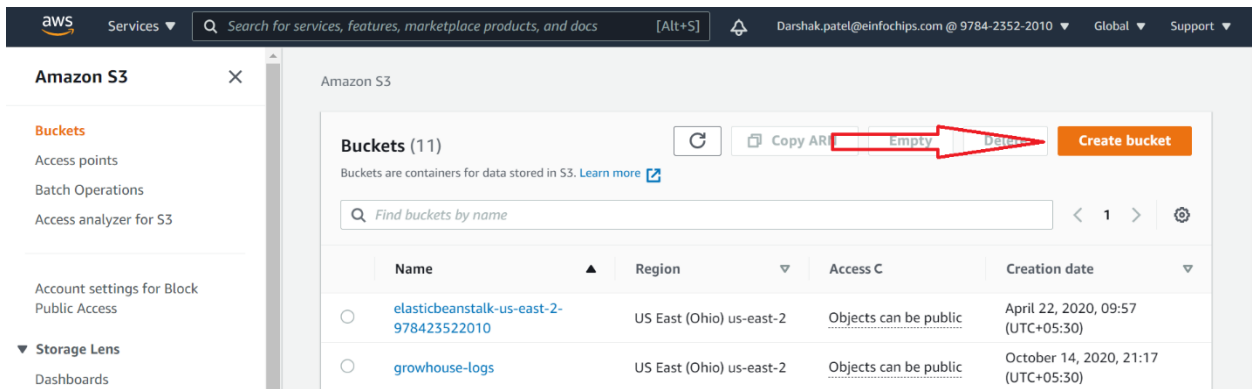 aws Services ▼ Search for services, features, marketplace products, and docs [Alt+S] Darshak.patel@einfochips.com @ 9784-2352-2010 ▼ Global ▼ Support ▼
Amazon S3
Buckets
Access points
Batch Operations
Access analyzer for S3
Account settings for Block
Public Access
▼ Storage Lens
Dashboards
Amazon S3
Buckets (11)
Copy ARN Empty Delete Create bucket
Buckets are containers for data stored in S3. Learn more
Find buckets by name
1
Name Region Access C Creation date
elasticbeanstalk-us-east-2-
978423522010
US East (Ohio) us-east-2
Objects can be public
April 22, 2020, 09:57
(UTC+05:30)
growhouse-logs
US East (Ohio) us-east-2
Objects can be public
October 14, 2020, 21:17
(UTC+05:30)